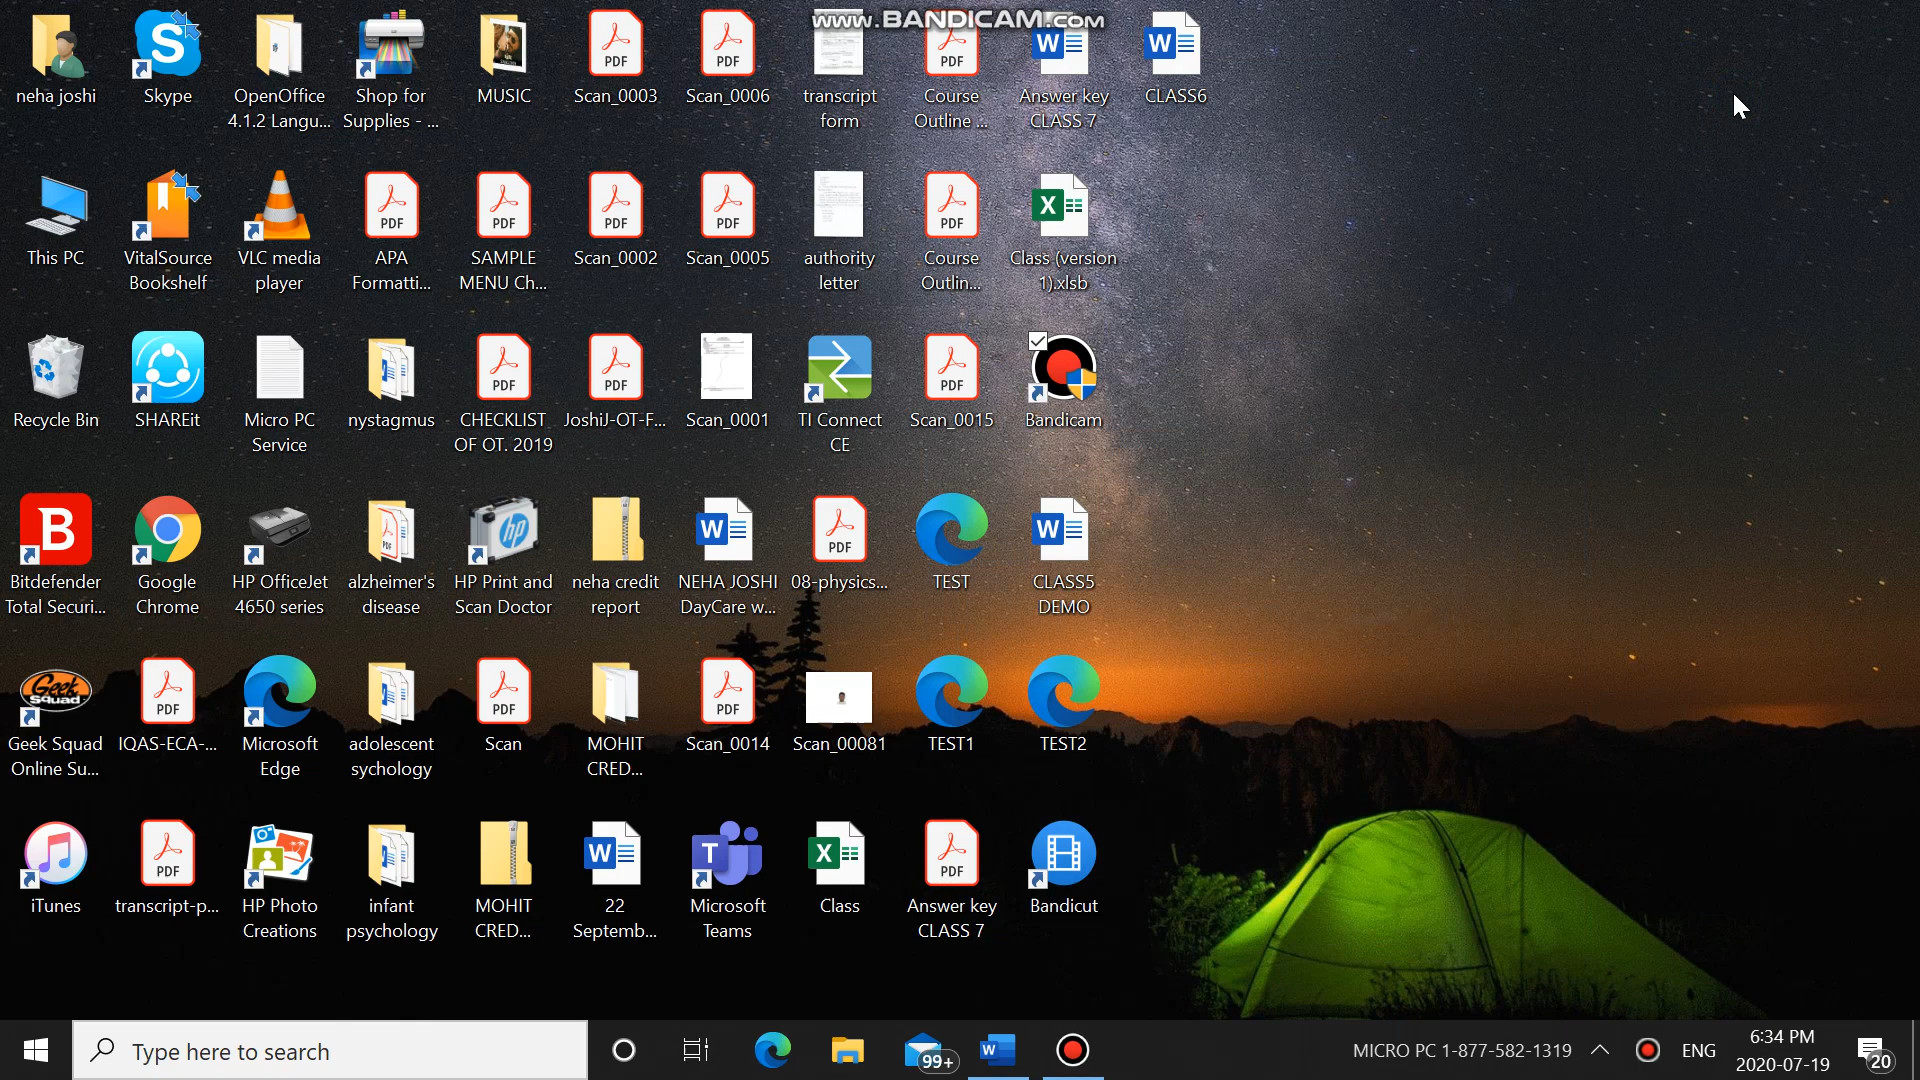 www.BANDICAM.com
neha joshi
Skype
OpenOffice
4.1.2 Langu...
Shop for
Supplies - ...
MUSIC
Scan_0003
Scan_0006
transcript
form
Course
Outline ...
Answer key
CLASS 7
CLASS6
This PC
VitalSource
Bookshelf
VLC media
player
APA
Formatti...
SAMPLE
MENU Ch...
Scan_0002
Scan_0005
authority
letter
Course
Outlin...
Class (version
1).xlsb
Recycle Bin
SHAREit
Micro PC
Service
nystagmus
CHECKLIST
OF OT. 2019
JoshiJ-OT-F...
Scan_0001
TI Connect
CE
Scan_0015
Bandicam
Bitdefender
Total Securi...
Google
Chrome
HP OfficeJet
4650 series
alzheimer's
disease
HP Print and
Scan Doctor
neha credit
report
NEHA JOSHI
DayCare w...
08-physics...
TEST
CLASS5
DEMO
Geek Squad
Online Su...
IQAS-ECA-...
Microsoft
Edge
adolescent
sychology
Scan
MOHIT
CRED...
Scan_0014
Scan_00081
TEST1
TEST2
iTunes
transcript-p...
HP Photo
Creations
infant
psychology
MOHIT
CRED...
22
Septemb...
Microsoft
Teams
Class
Answer key
CLASS 7
Bandicut
Type here to search
99+
MICRO PC 1-877-582-1319
ENG
6:34 PM
2020-07-19
20